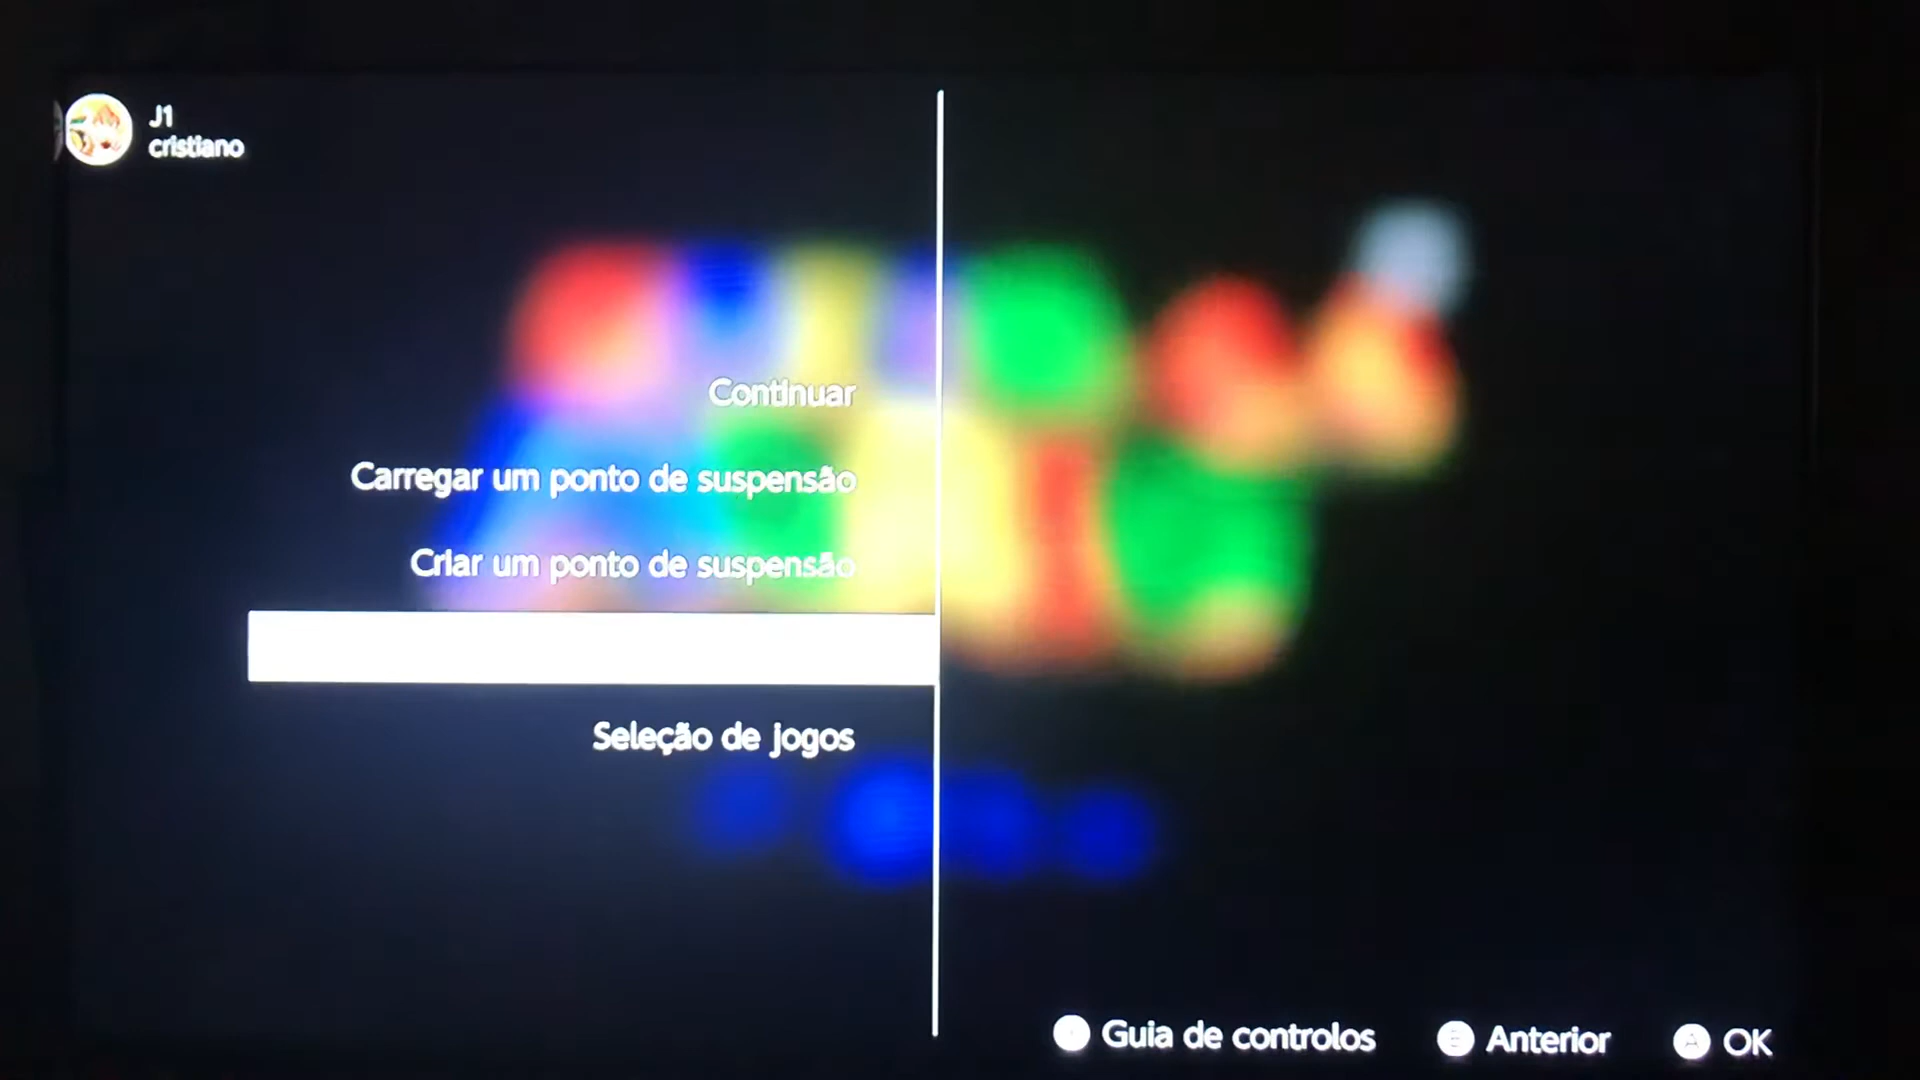 J1
cristiano
Continuar
Carregar um ponto de suspensão
Criar um ponto de suspensão
Seleção de jogos
Guia de controlos
B Anterior
A OK